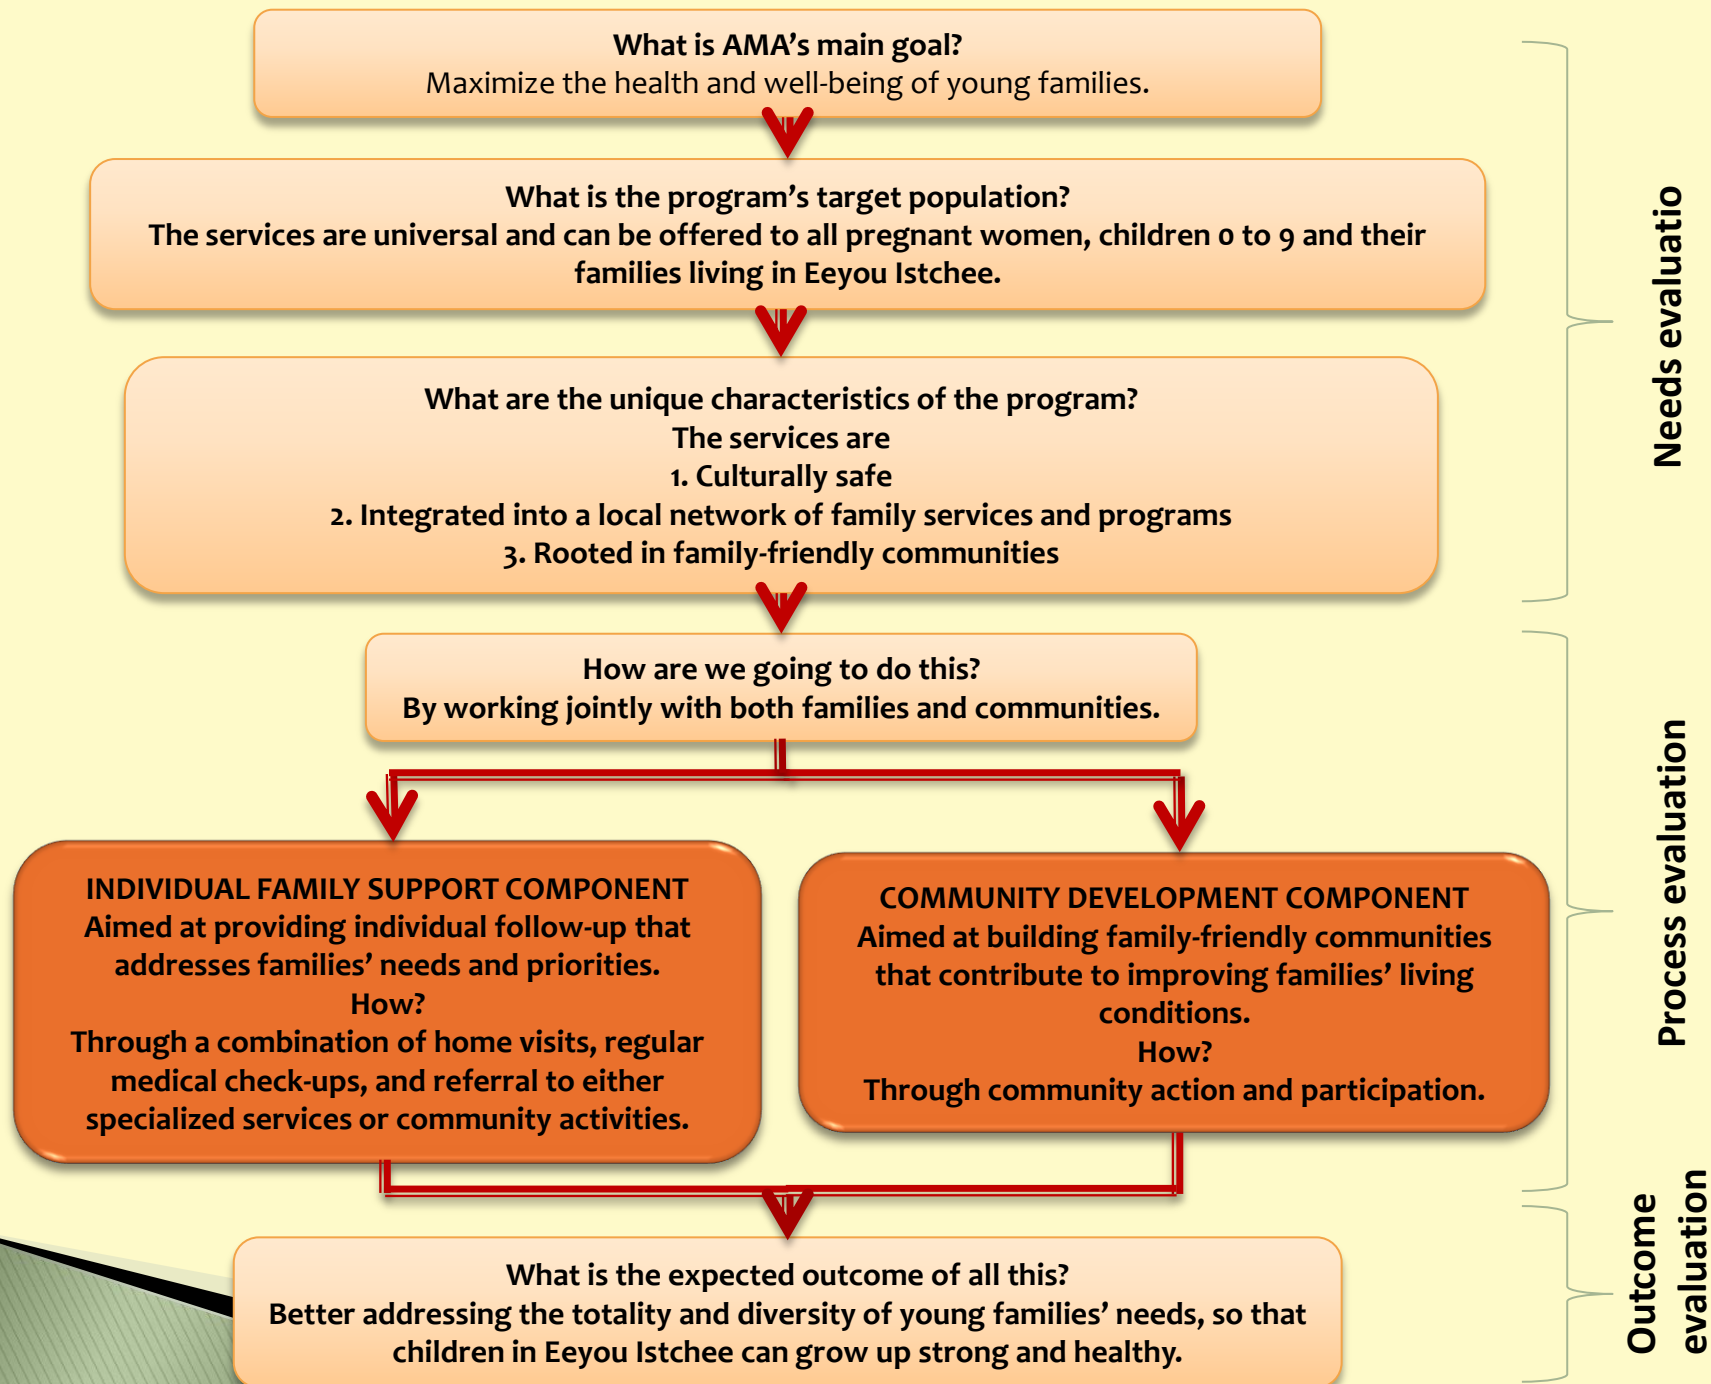 What is AMA’s main goal?
Maximize the health and well-being of young families.
What is the program’s target population?
The services are universal and can be offered to all pregnant women, children 0 to 9 and their
families living in Eeyou Istchee.
What are the unique characteristics of the program?
The services are
1. Culturally safe
2. Integrated into a local network of family services and programs
3. Rooted in family-friendly communities
Needs evaluatio
How are we going to do this?
By working jointly with both families and communities.
INDIVIDUAL FAMILY SUPPORT COMPONENT
Aimed at providing individual follow-up that
addresses families’ needs and priorities.
How?
Through a combination of home visits, regular
medical check-ups, and referral to either
specialized services or community activities.
COMMUNITY DEVELOPMENT COMPONENT
Aimed at building family-friendly communities
that contribute to improving families’ living
conditions.
How?
Through community action and participation.
Process evaluation
What is the expected outcome of all this?
Better addressing the totality and diversity of young families’ needs, so that
children in Eeyou Istchee can grow up strong and healthy.
Outcome
evaluation